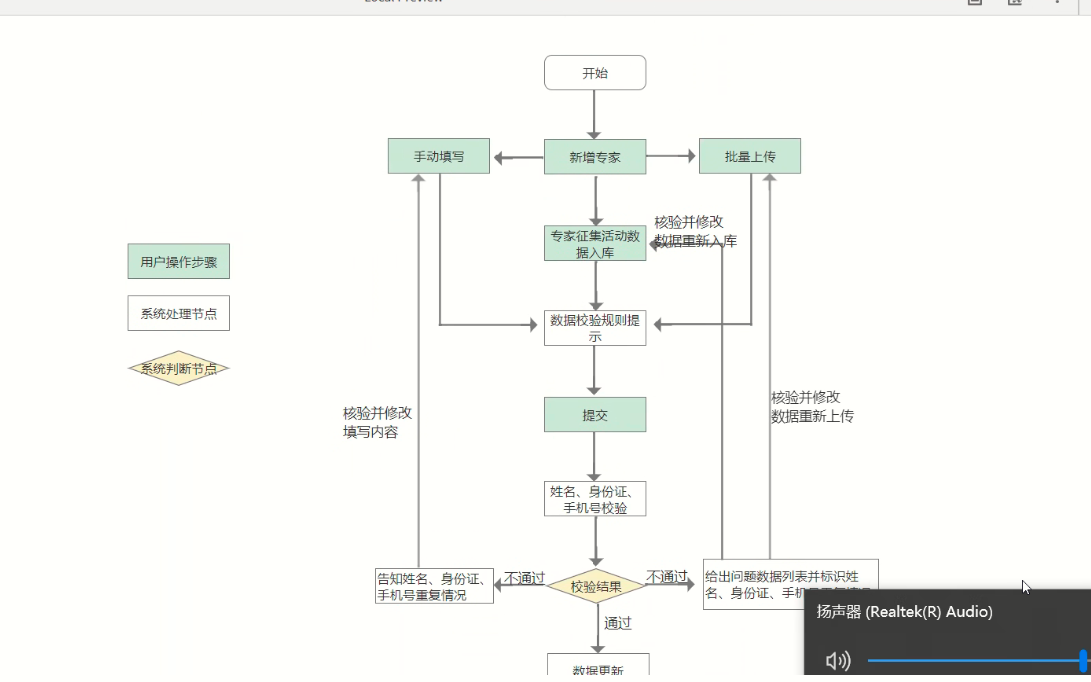 Local Preview
开始
手动填写
新增专家
批量上传
核验并修改
数据重新入库
专家征集活动数
据入库
用户操作步骤
系统处理节点
数据校验规则提
示
系统判断节点
核验并修改
填写内容
核验并修改
数据重新上传
提交
姓名、身份证、
手机号校验
告知姓名、身份证、
手机号重复情况
不通过
校验结果
不通过
给出问题数据列表并标识姓
名、身份证、手机
通过
数据更新
扬声器 (Realtek(R) Audio)